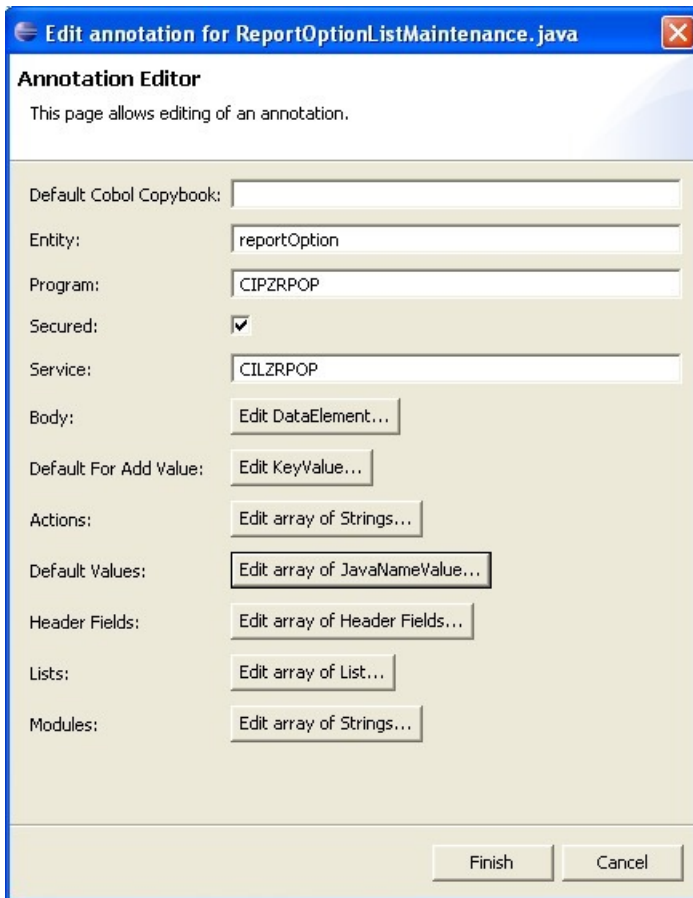 Edit annotation for ReportOptionListMaintenance.java
Annotation Editor
This page allows editing of an annotation.
Default Cobol Copybook:
Entity: reportOption
Program: CIPZRPOP
Secured:
Service: CILZRPOP
Body: Edit DataElement...
Default For Add Value: Edit KeyValue...
Actions: Edit array of Strings...
Default Values: Edit array of JavaNameValue...
Header Fields: Edit array of Header Fields...
Lists: Edit array of List...
Modules: Edit array of Strings...
Finish Cancel